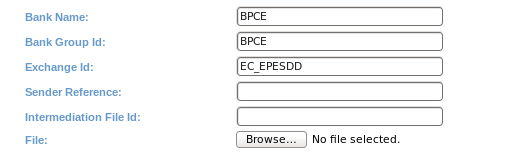 Bank Name: BPCE
Bank Group Id: BPCE
Exchange Id: EC_EPESDD
Sender Reference:
Intermediation File Id:
File: Browse... No file selected.